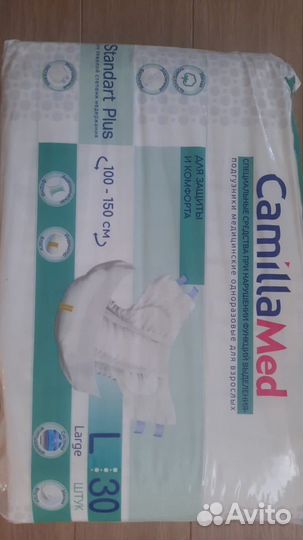 CamillaMed
СПЕЦИАЛЬНЫЕ СРЕДСТВА ПРИ НАРУШЕНИИ ФУНКЦИЙ ВЫДЕЛЕНИЯ:
подгузники медицинские одноразовые для взрослых
ДЛЯ ЗАЩИТЫ
И КОМФОРТА
Standart Plus
100 - 150 СМ
L 30
Large ШТУК
Avito